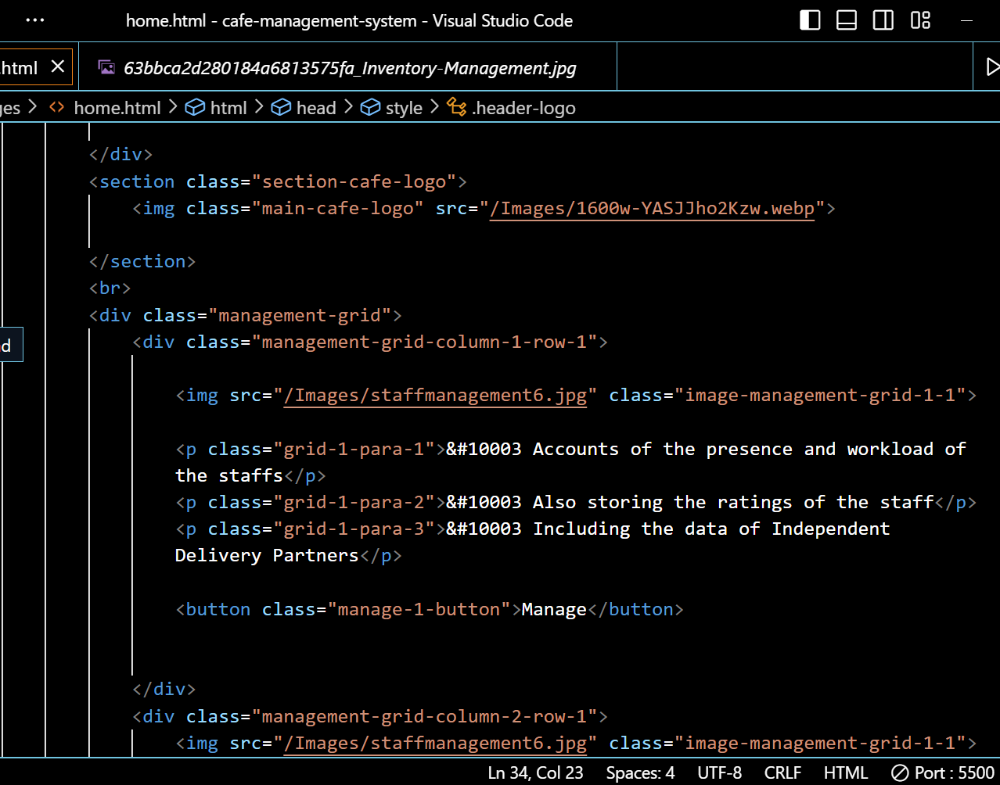 home.html - cafe-management-system - Visual Studio Code
.html 63bbca2d280184a6813575fa_Inventory-Management.jpg
ges > <> home.html > html > head > style > .header-logo
</div>
<section class="section-cafe-logo">
<img class="main-cafe-logo" src="/Images/1600w-YASJJho2Kzw.webp">
</section>
<br>
<div class="management-grid">
<div class="management-grid-column-1-row-1">
d
<img src="/Images/staffmanagement6.jpg" class="image-management-grid-1-1">
<p class="grid-1-para-1">&#10003 Accounts of the presence and workload of
the staffs</p>
<p class="grid-1-para-2">&#10003 Also storing the ratings of the staff</p>
<p class="grid-1-para-3">&#10003 Including the data of Independent
Delivery Partners</p>
<button class="manage-1-button">Manage</button>
</div>
<div class="management-grid-column-2-row-1">
<img src="/Images/staffmanagement6.jpg" class="image-management-grid-1-1">
Ln 34, Col 23 Spaces: 4 UTF-8 CRLF HTML Port : 5500